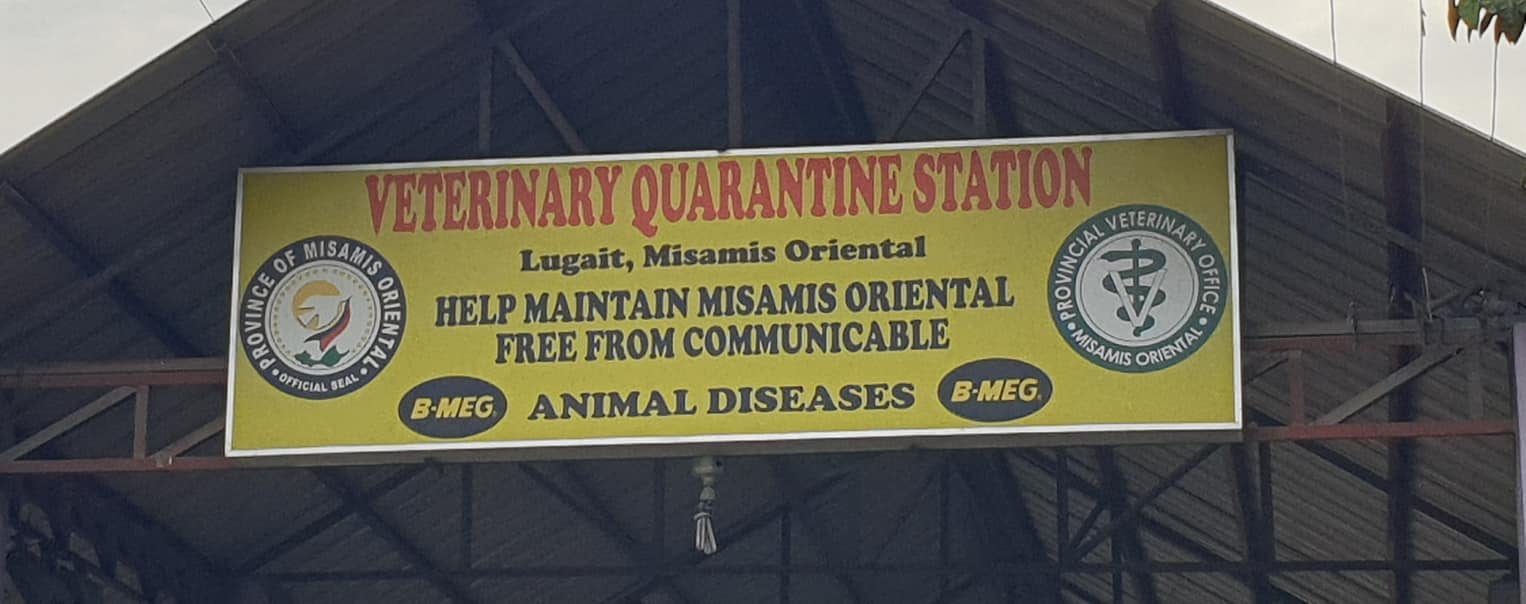 VETERINARY QUARANTINE STATION
Lugait, Misamis Oriental
HELP MAINTAIN MISAMIS ORIENTAL
FREE FROM COMMUNICABLE
ANIMAL DISEASES
PROVINCE OF MISAMIS ORIENTAL
• OFFICIAL SEAL •
PROVINCIAL VETERINARY OFFICE
• MISAMIS ORIENTAL •
V
B-MEG
B-MEG